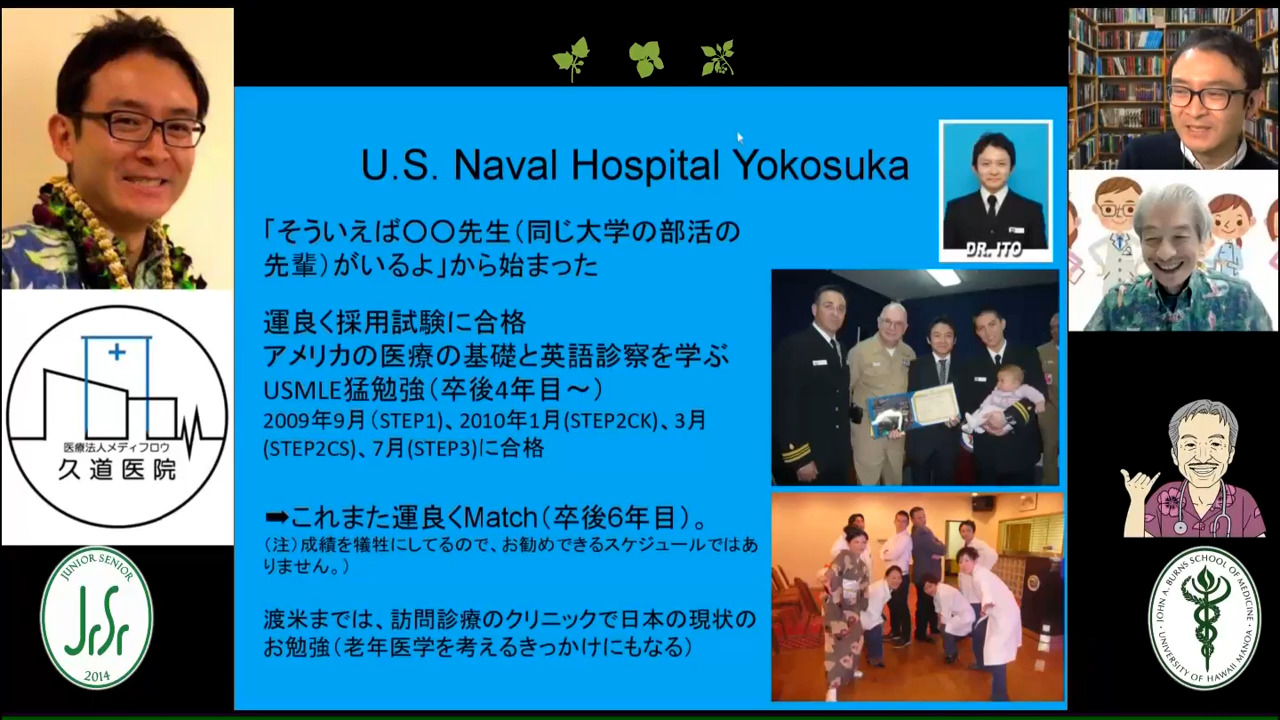 U.S. Naval Hospital Yokosuka
DR. ITO
「そういえば〇〇先生（同じ大学の部活の
先輩）がいるよ」から始まった
運良く採用試験に合格
アメリカの医療の基礎と英語診察を学ぶ
USMLE猛勉強（卒後4年目～）
2009年9月（STEP1）、2010年1月(STEP2CK)、3月
(STEP2CS)、7月(STEP3)に合格
➡これまた運良くMatch（卒後6年目）。
（注）成績を犠牲にしてるので、お勧めできるスケジュールではあ
りません。）
渡米までは、訪問診療のクリニックで日本の現状の
お勉強（老年医学を考えるきっかけにもなる）
医療法人メディフロウ
久道医院
JUNIOR SENIOR
JrSr
2014
JOHN A. BURNS SCHOOL OF MEDICINE
UNIVERSITY OF HAWAII MANOA